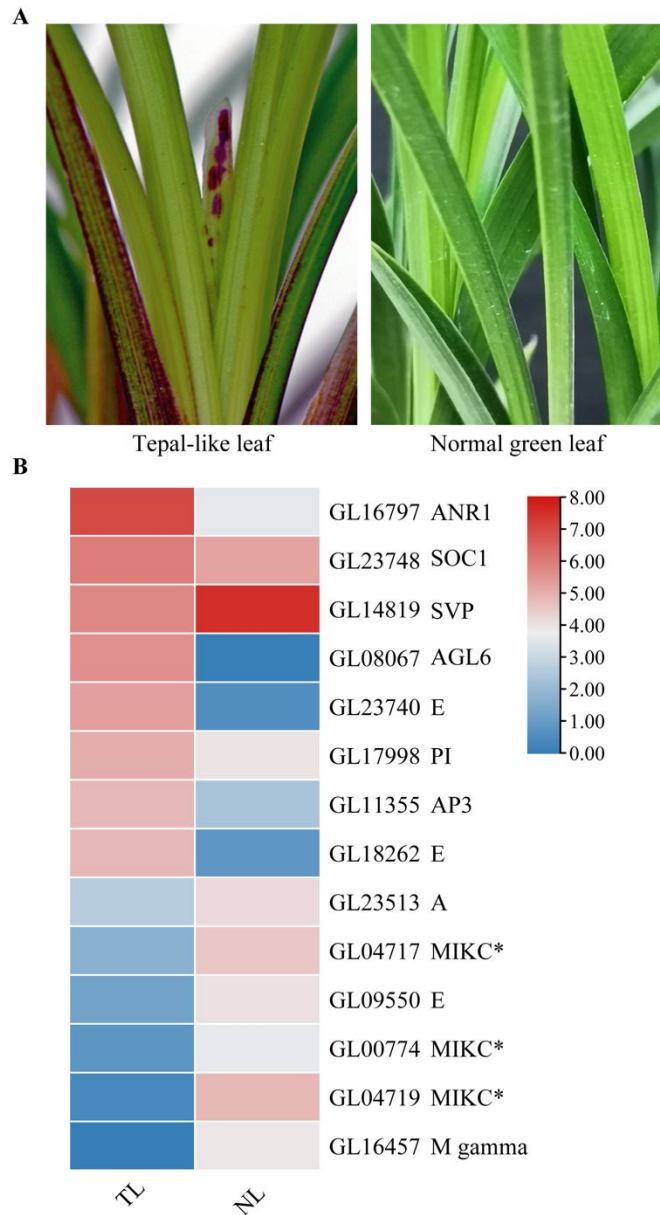 A
Tepal-like leaf
Normal green leaf
B
GL16797 ANR1
GL23748 SOC1
GL14819 SVP
GL08067 AGL6
GL23740 E
GL17998 PI
GL11355 AP3
GL18262 E
GL23513 A
GL04717 MIKC*
GL09550 E
GL00774 MIKC*
GL04719 MIKC*
GL16457 M gamma
8.00
7.00
6.00
5.00
4.00
3.00
2.00
1.00
0.00
TL
NL